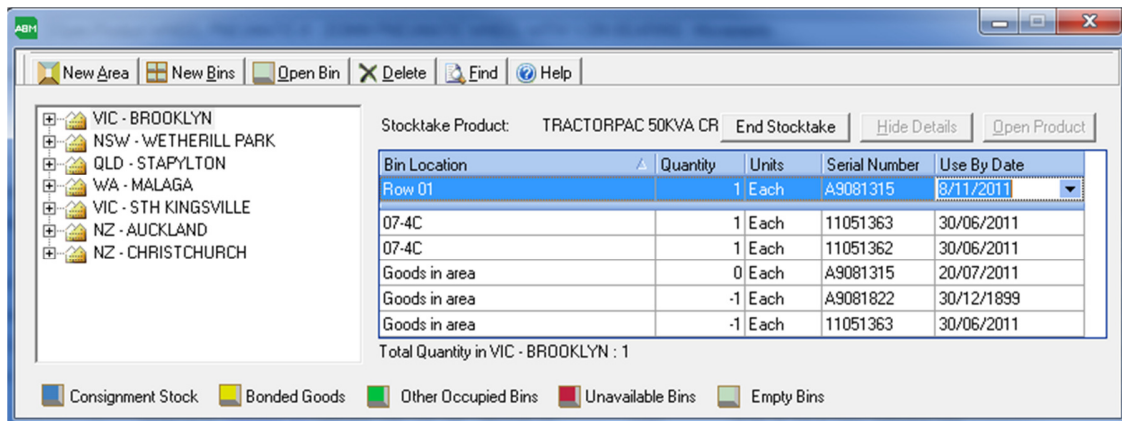 ABM
New Area New Bins Open Bin Delete Find Help
VIC - BROOKLYN
NSW - WETHERILL PARK
QLD - STAPYLTON
WA - MALAGA
VIC - STH KINGSVILLE
NZ - AUCKLAND
NZ - CHRISTCHURCH
Stocktake Product: TRACTORPAC 50KVA CR End Stocktake Hide Details Open Product
Bin Location Quantity Units Serial Number Use By Date
Row 01 1 Each A9081315 8/11/2011
07-4C 1 Each 11051363 30/06/2011
07-4C 1 Each 11051362 30/06/2011
Goods in area 0 Each A9081315 20/07/2011
Goods in area -1 Each A9081822 30/12/1899
Goods in area -1 Each 11051363 30/06/2011
Total Quantity in VIC - BROOKLYN : 1
Consignment Stock Bonded Goods Other Occupied Bins Unavailable Bins Empty Bins